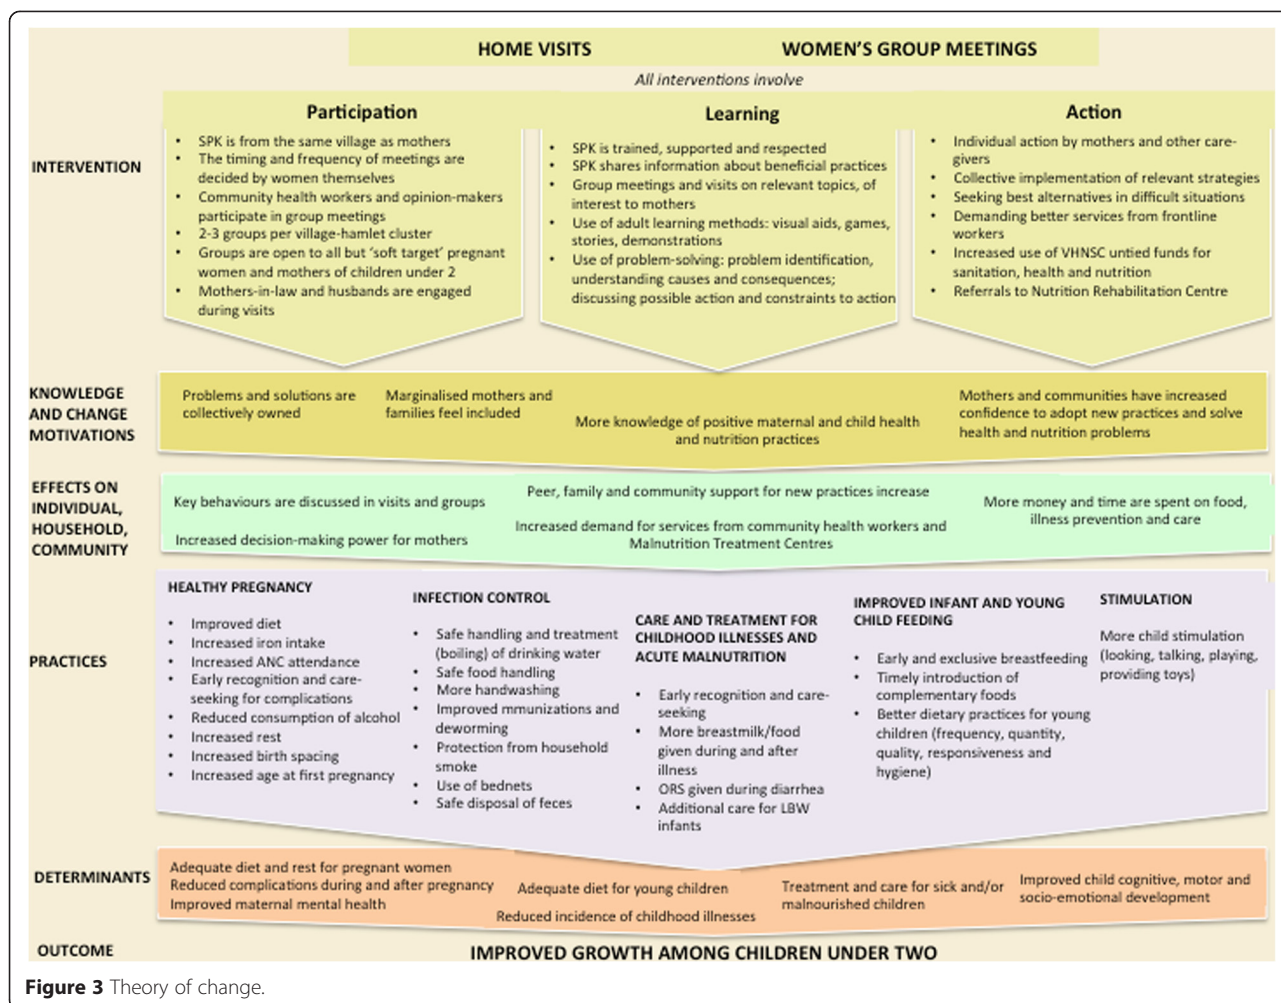 HOME VISITS
WOMEN'S GROUP MEETINGS
All interventions involve
INTERVENTION
Participation
• SPK is from the same village as mothers
• The timing and frequency of meetings are
decided by women themselves
• Community health workers and opinion-makers
participate in group meetings
• 2-3 groups per village-hamlet cluster
• Groups are open to all but 'soft target' pregnant
women and mothers of children under 2
• Mothers-in-law and husbands are engaged
during visits
Learning
• SPK is trained, supported and respected
• SPK shares information about beneficial practices
• Group meetings and visits on relevant topics, of
interest to mothers
• Use of adult learning methods: visual aids, games,
stories, demonstrations
• Use of problem-solving: problem identification,
understanding causes and consequences;
discussing possible action and constraints to action
Action
• Individual action by mothers and other care-
givers
• Collective implementation of relevant strategies
• Seeking best alternatives in difficult situations
• Demanding better services from frontline
workers
• Increased use of VHNSC untied funds for
sanitation, health and nutrition
• Referrals to Nutrition Rehabilitation Centre
KNOWLEDGE
AND CHANGE
MOTIVATIONS
Problems and solutions are
collectively owned
Marginalised mothers and
families feel included
More knowledge of positive maternal and child health
and nutrition practices
Mothers and communities have increased
confidence to adopt new practices and solve
health and nutrition problems
EFFECTS ON
INDIVIDUAL,
HOUSEHOLD,
COMMUNITY
Key behaviours are discussed in visits and groups
Increased decision-making power for mothers
Peer, family and community support for new practices increase
Increased demand for services from community health workers and
Malnutrition Treatment Centres
More money and time are spent on food,
illness prevention and care
PRACTICES
HEALTHY PREGNANCY
• Improved diet
• Increased iron intake
• Increased ANC attendance
• Early recognition and care-
seeking for complications
• Reduced consumption of alcohol
• Increased rest
• Increased birth spacing
• Increased age at first pregnancy
INFECTION CONTROL
• Safe handling and treatment
(boiling) of drinking water
• Safe food handling
• More handwashing
• Improved mmunizations and
deworming
• Protection from household
smoke
• Use of bednets
• Safe disposal of feces
CARE AND TREATMENT FOR
CHILDHOOD ILLNESSES AND
ACUTE MALNUTRITION
• Early recognition and care-
seeking
• More breastmilk/food
given during and after
illness
• ORS given during diarrhea
• Additional care for LBW
infants
IMPROVED INFANT AND YOUNG
CHILD FEEDING
• Early and exclusive breastfeeding
• Timely introduction of
complementary foods
• Better dietary practices for young
children (frequency, quantity,
quality, responsiveness and
hygiene)
STIMULATION
More child stimulation
(looking, talking, playing,
providing toys)
DETERMINANTS
Adequate diet and rest for pregnant women
Reduced complications during and after pregnancy
Improved maternal mental health
Adequate diet for young children
Reduced incidence of childhood illnesses
Treatment and care for sick and/or
malnourished children
Improved child cognitive, motor and
socio-emotional development
OUTCOME
IMPROVED GROWTH AMONG CHILDREN UNDER TWO
Figure 3 Theory of change.